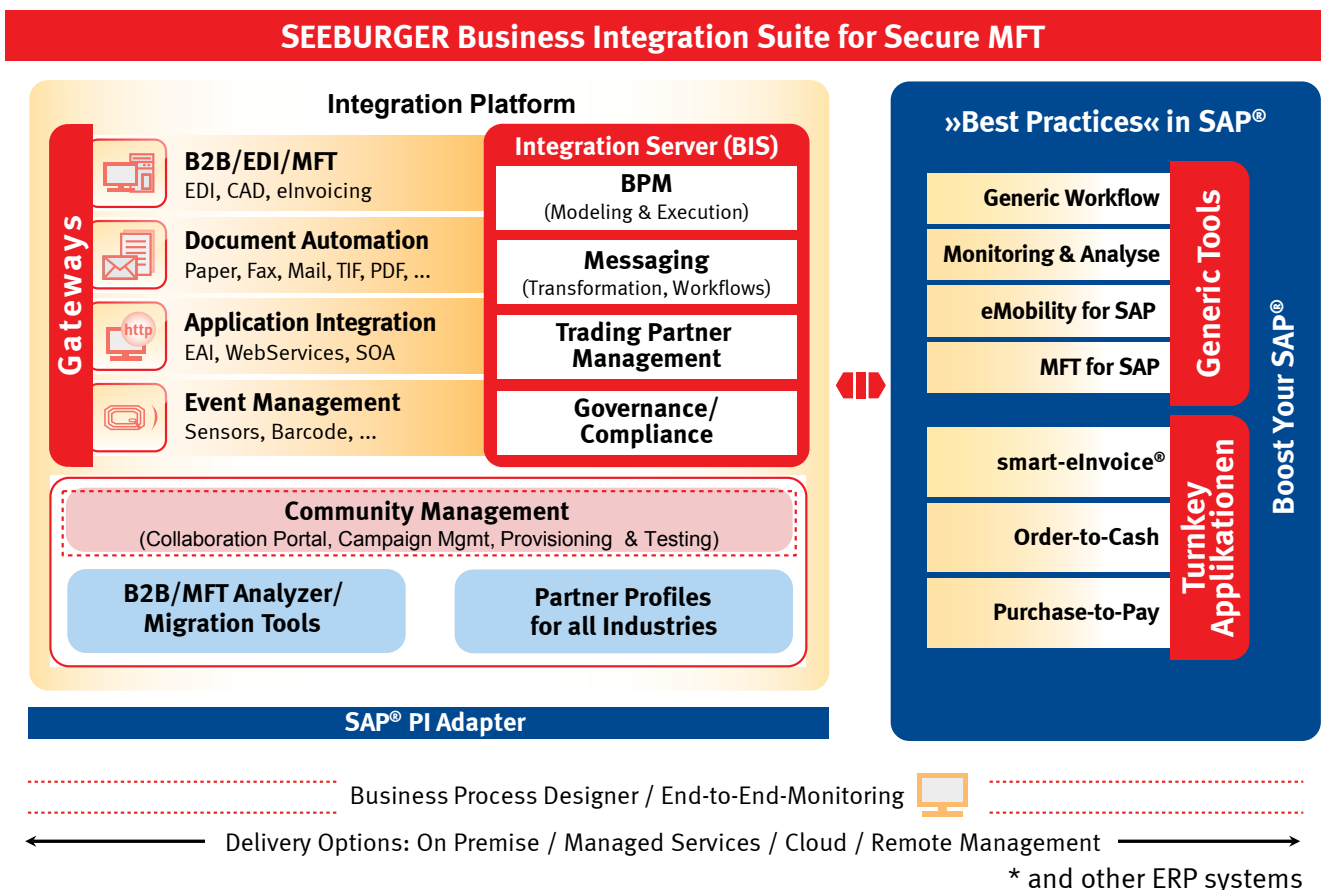 SEEBURGER Business Integration Suite for Secure MFT
Integration Platform
Gateways
B2B/EDI/MFT
EDI, CAD, eInvoicing
Document Automation
Paper, Fax, Mail, TIF, PDF, ...
http
Application Integration
EAI, WebServices, SOA
Event Management
Sensors, Barcode, ...
Integration Server (BIS)
BPM
(Modeling & Execution)
Messaging
(Transformation, Workflows)
Trading Partner
Management
Governance/
Compliance
Community Management
(Collaboration Portal, Campaign Mgmt, Provisioning & Testing)
B2B/MFT Analyzer/
Migration Tools
Partner Profiles
for all Industries
SAP® PI Adapter
»Best Practices« in SAP®
Generic Workflow
Monitoring & Analyse
eMobility for SAP
MFT for SAP
Generic Tools
smart-eInvoice®
Order-to-Cash
Purchase-to-Pay
Turnkey
Applikationen
Boost Your SAP®
Business Process Designer / End-to-End-Monitoring
Delivery Options: On Premise / Managed Services / Cloud / Remote Management
* and other ERP systems